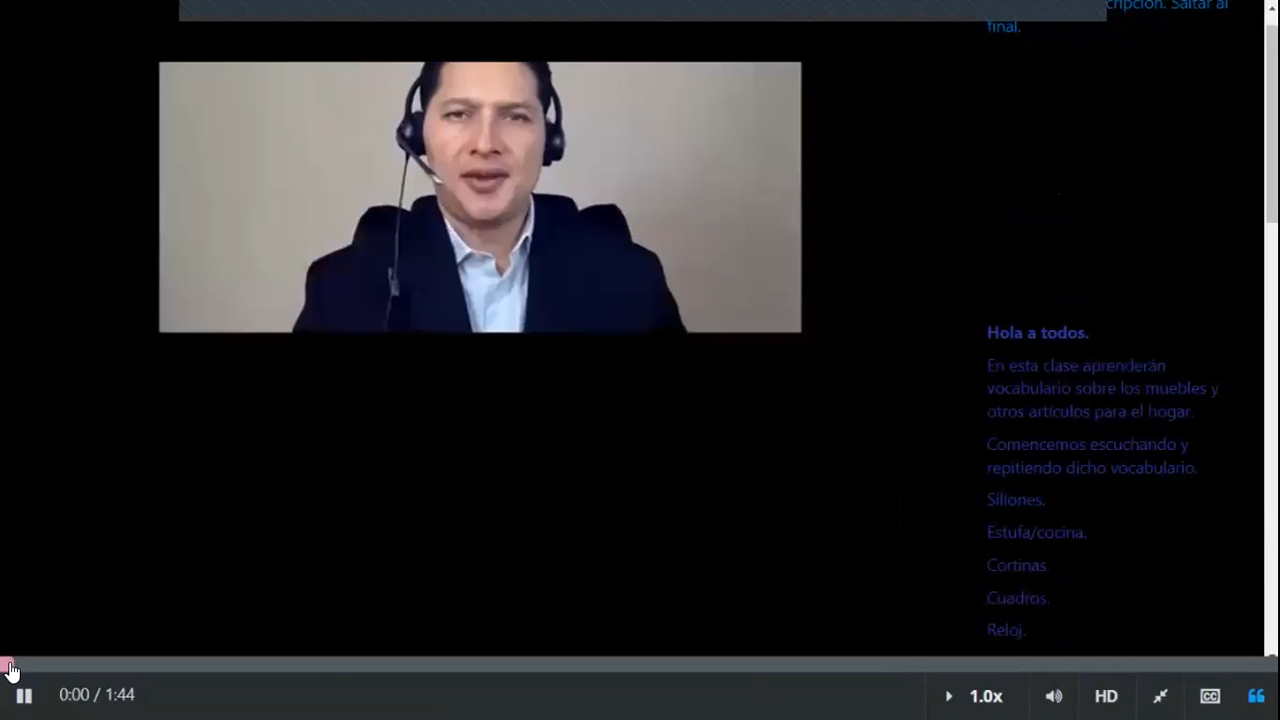 cripción. Saltar al
final.
Hola a todos.
En esta clase aprenderán
vocabulario sobre los muebles y
otros artículos para el hogar.
Comencemos escuchando y
repitiendo dicho vocabulario.
Sillones.
Estufa/cocina.
Cortinas.
Cuadros.
Reloj.
0:00 / 1:44
1.0x
HD
CC